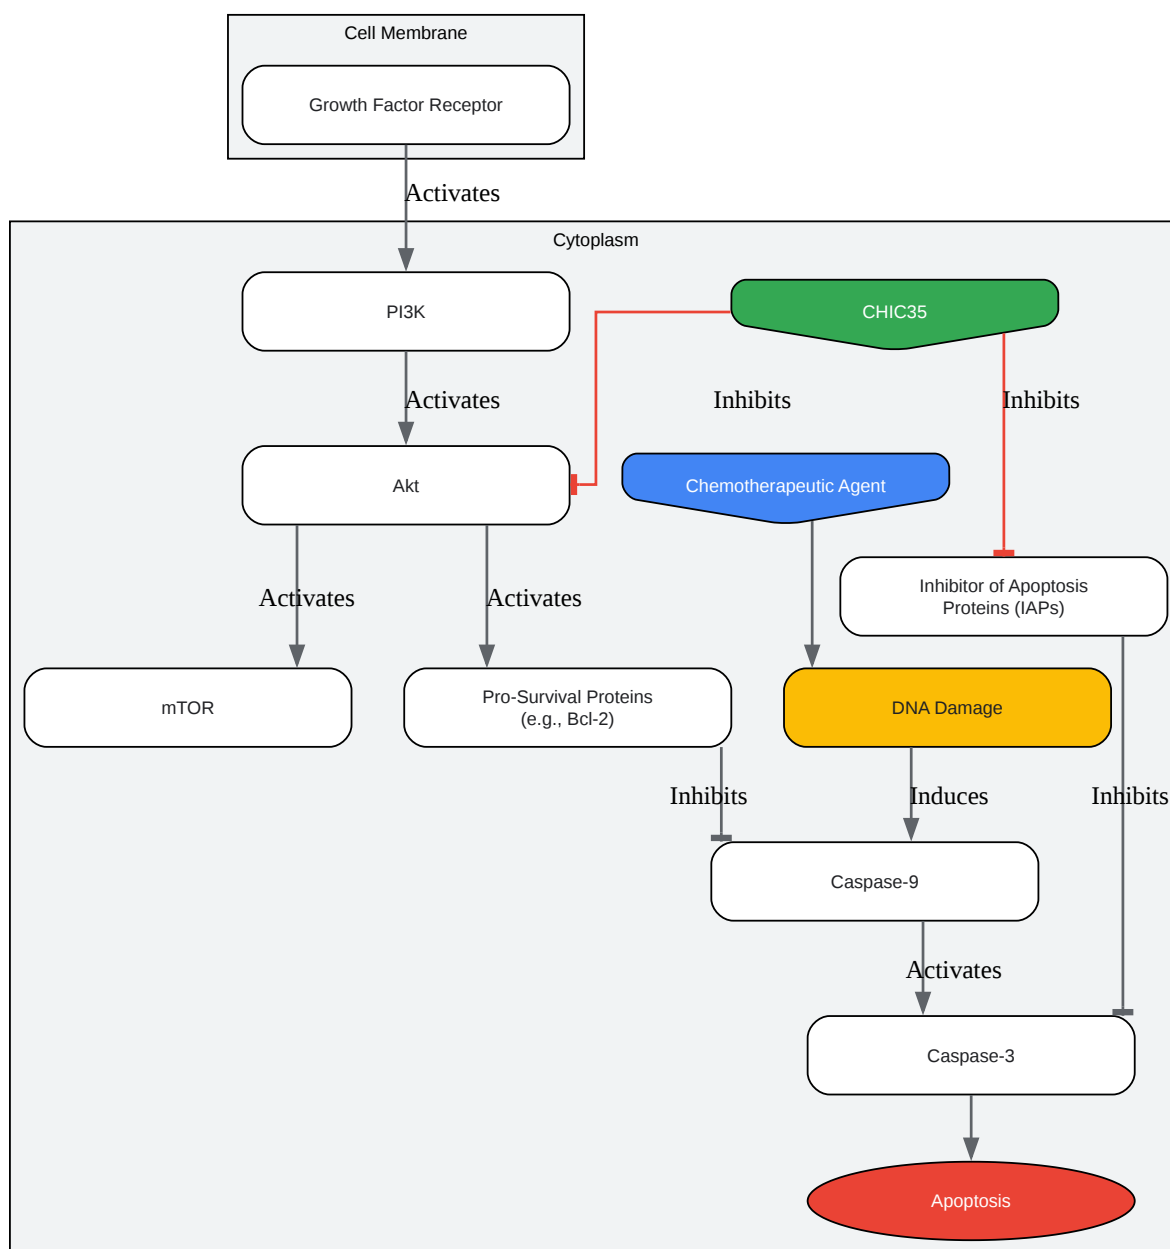 Cell Membrane
Growth Factor Receptor
Activates
Cytoplasm
PI3K
CHIC35
Activates
Inhibits
Inhibits
Akt
Chemotherapeutic Agent
Inhibitor of Apoptosis
Proteins (IAPs)
Activates
Activates
mTOR
Pro-Survival Proteins
(e.g., Bcl-2)
DNA Damage
Inhibits
Induces
Inhibits
Caspase-9
Activates
Caspase-3
Apoptosis